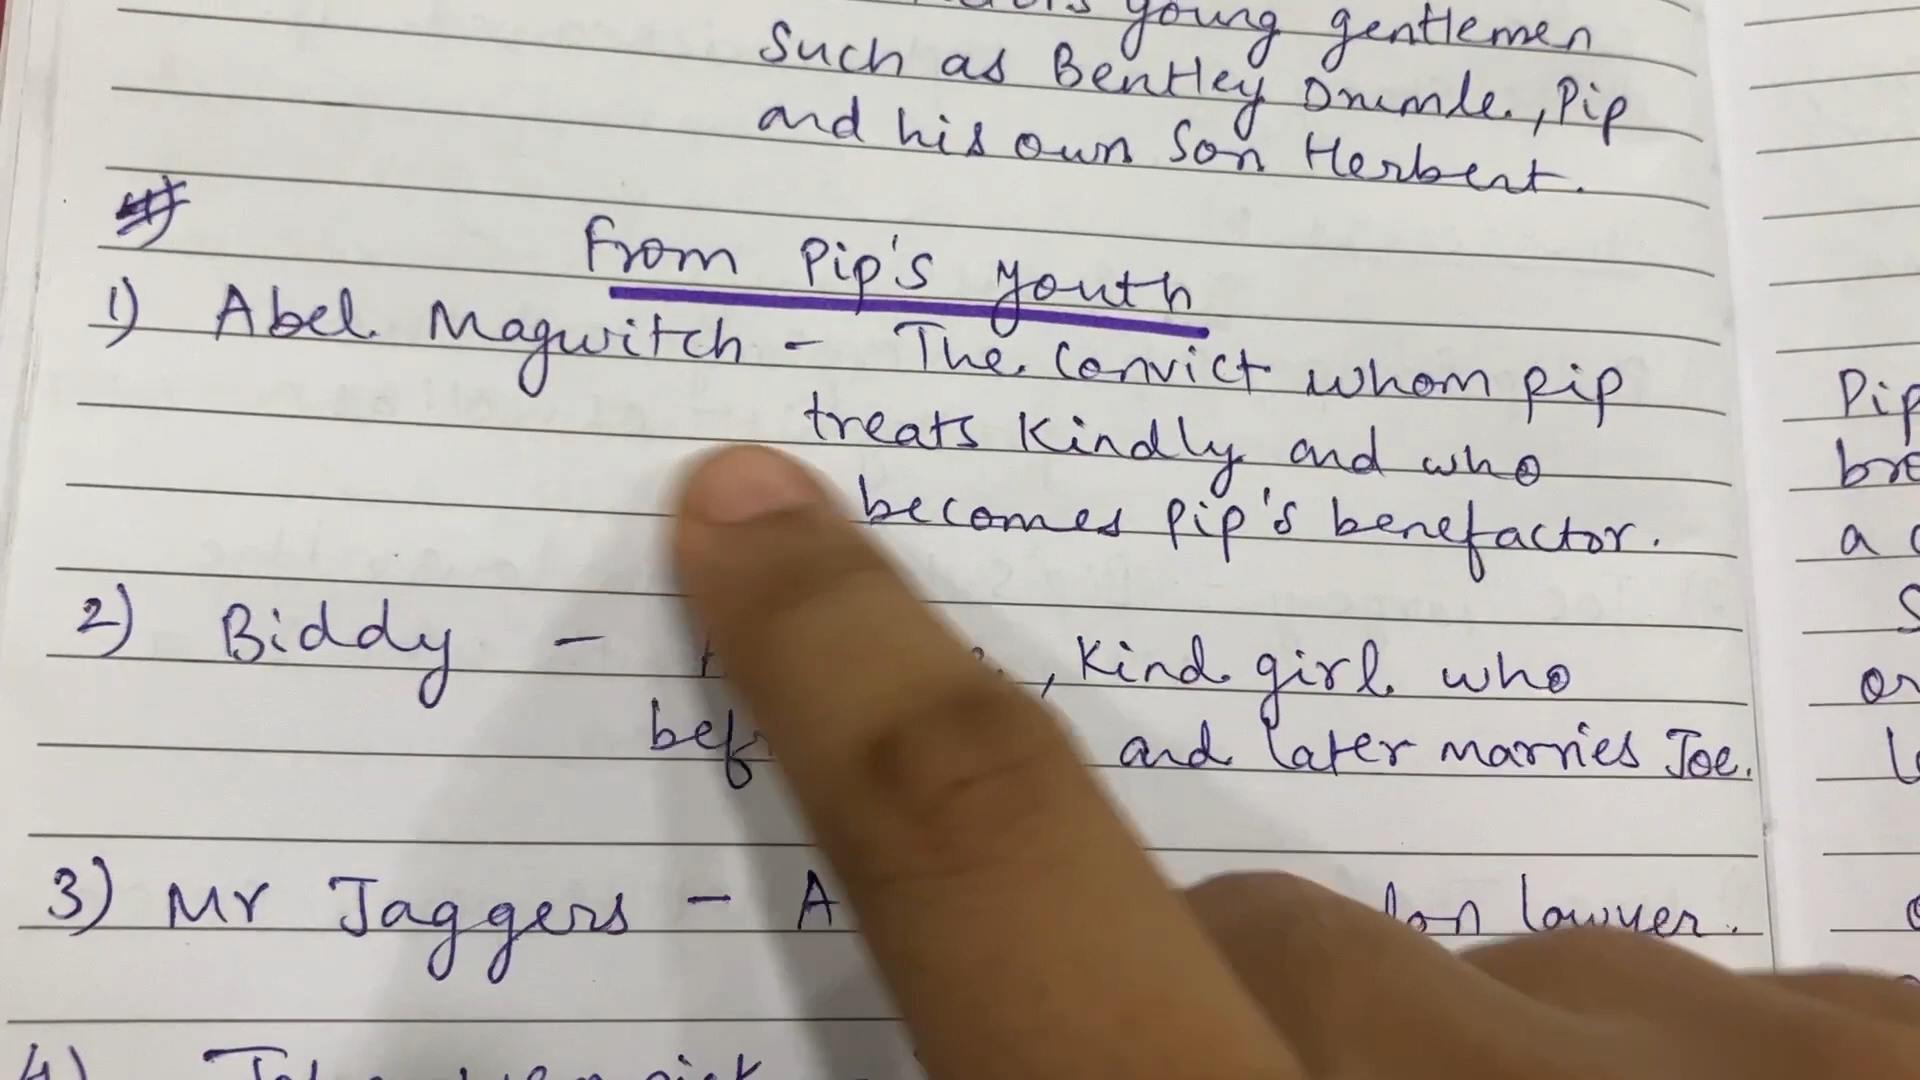 young gentlemen
Such as Bentley Drumle, Pip
and his own Son Herbert.
From Pip's Youth
1) Abel Magwitch - The Convict whom pip
treats Kindly and who
becomes Pip's benefactor.
2) Biddy - , Kind girl who
and later marries Joe.
3) Mr Jaggers - A lawyer.
4)
Pip
a